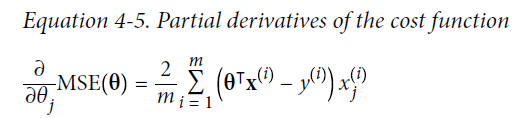 Equation 4-5. Partial derivatives of the cost function
∂/∂θⱼ MSE(θ) = 2/m ∑ᵢ₌₁ᵐ (θᵀx⁽ⁱ⁾ − y⁽ⁱ⁾) xⱼ⁽ⁱ⁾